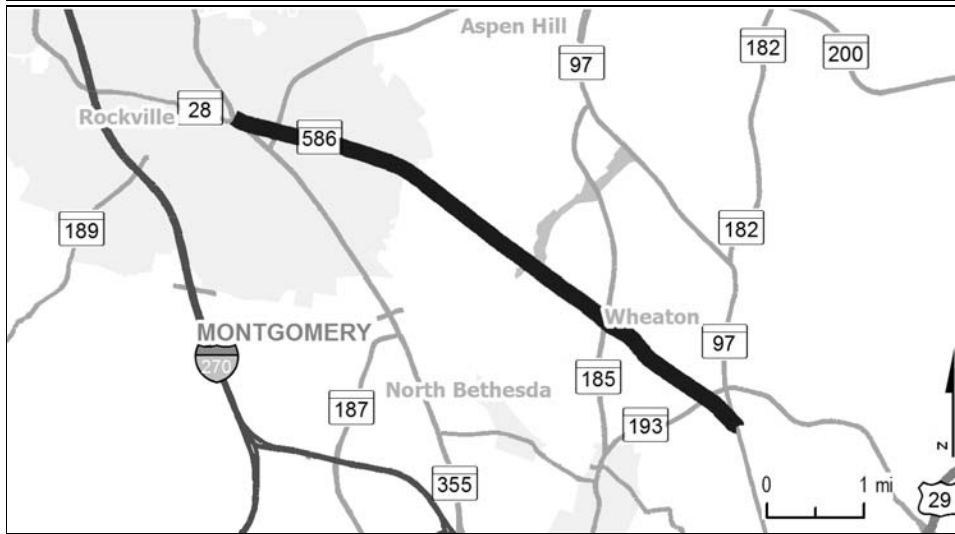 Aspen Hill
182
97
200
28
Rockville
586
189
182
Wheaton
MONTGOMERY
97
270
185
North Bethesda
187
193
355
0 1 mi
N
29